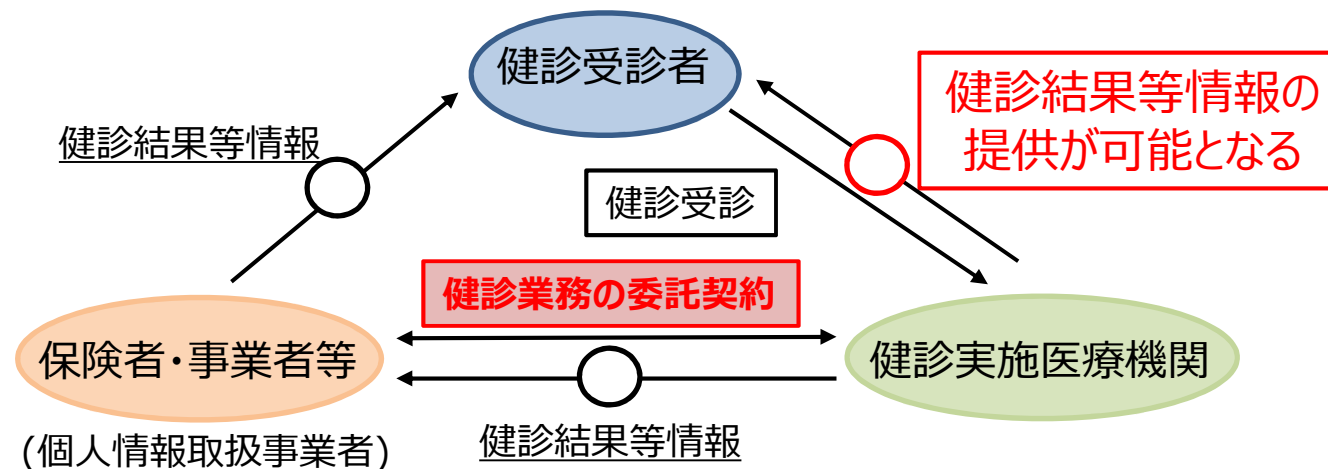 健診受診者
健診結果等情報の
提供が可能となる
健診結果等情報
健診受診
健診業務の委託契約
保険者・事業者等
健診実施医療機関
(個人情報取扱事業者)
健診結果等情報